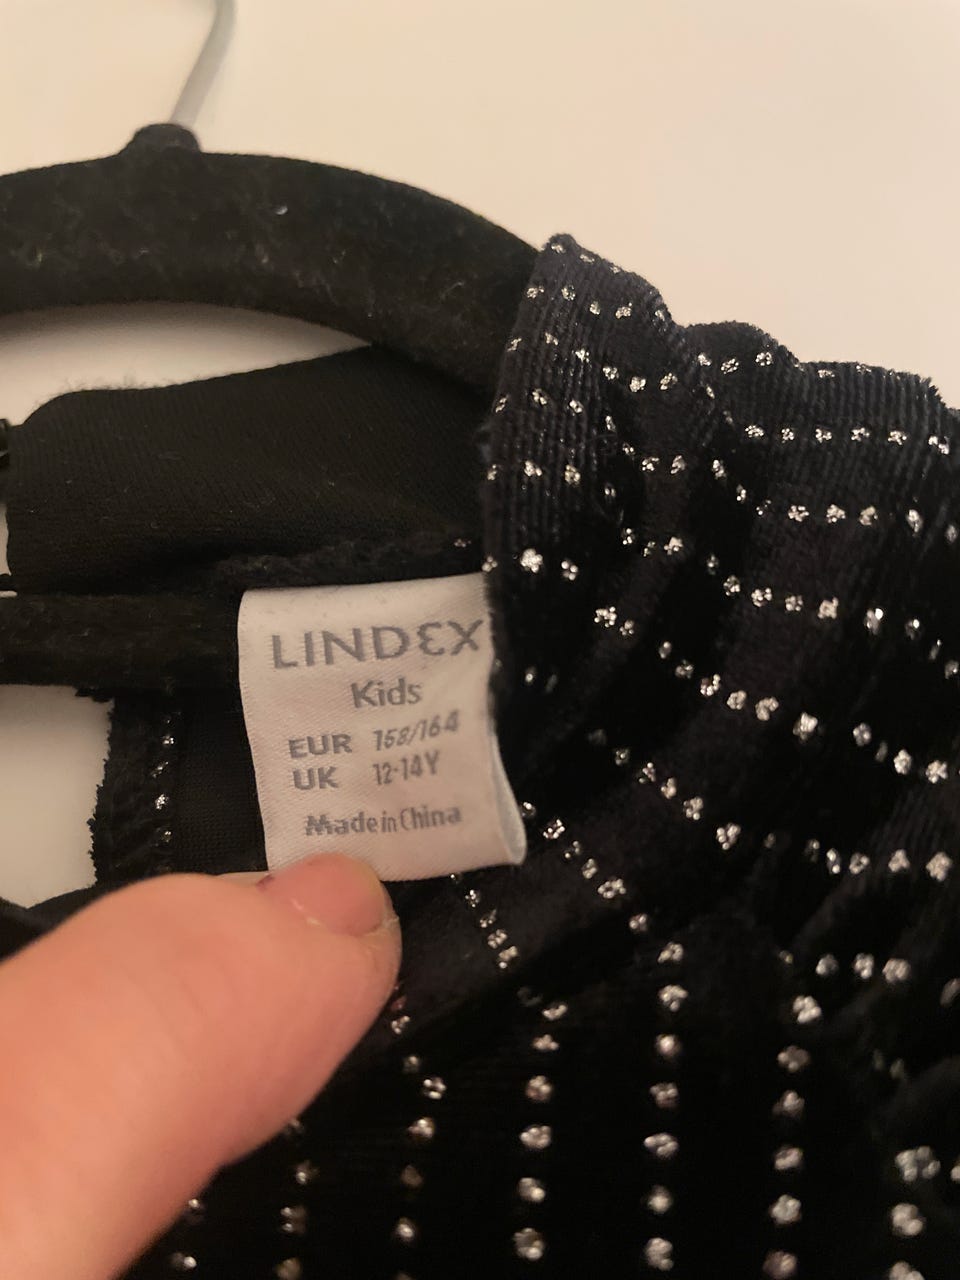 LINDEX
Kids
EUR 158/164
UK 12-14Y
Made in China